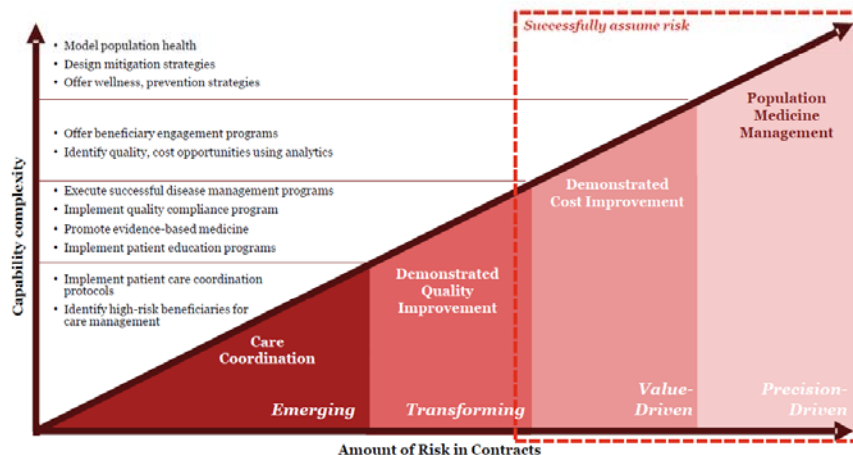 Successfully assume risk
• Model population health
• Design mitigation strategies
• Offer wellness, prevention strategies
Population
Medicine
Management
• Offer beneficiary engagement programs
• Identify quality, cost opportunities using analytics
• Execute successful disease management programs
• Implement quality compliance program
• Promote evidence-based medicine
• Implement patient education programs
Demonstrated
Cost Improvement
• Implement patient care coordination
protocols
• Identify high-risk beneficiaries for
care management
Demonstrated
Quality
Improvement
Care
Coordination
Emerging
Transforming
Value-
Driven
Precision-
Driven
Capability complexity
Amount of Risk in Contracts